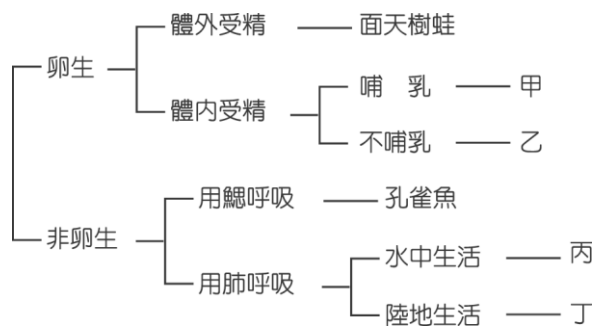 體外受精 面天樹蛙
卵生
哺　乳 甲
體內受精
不哺乳 乙
用鰓呼吸 孔雀魚
非卵生
水中生活 丙
用肺呼吸
陸地生活 丁